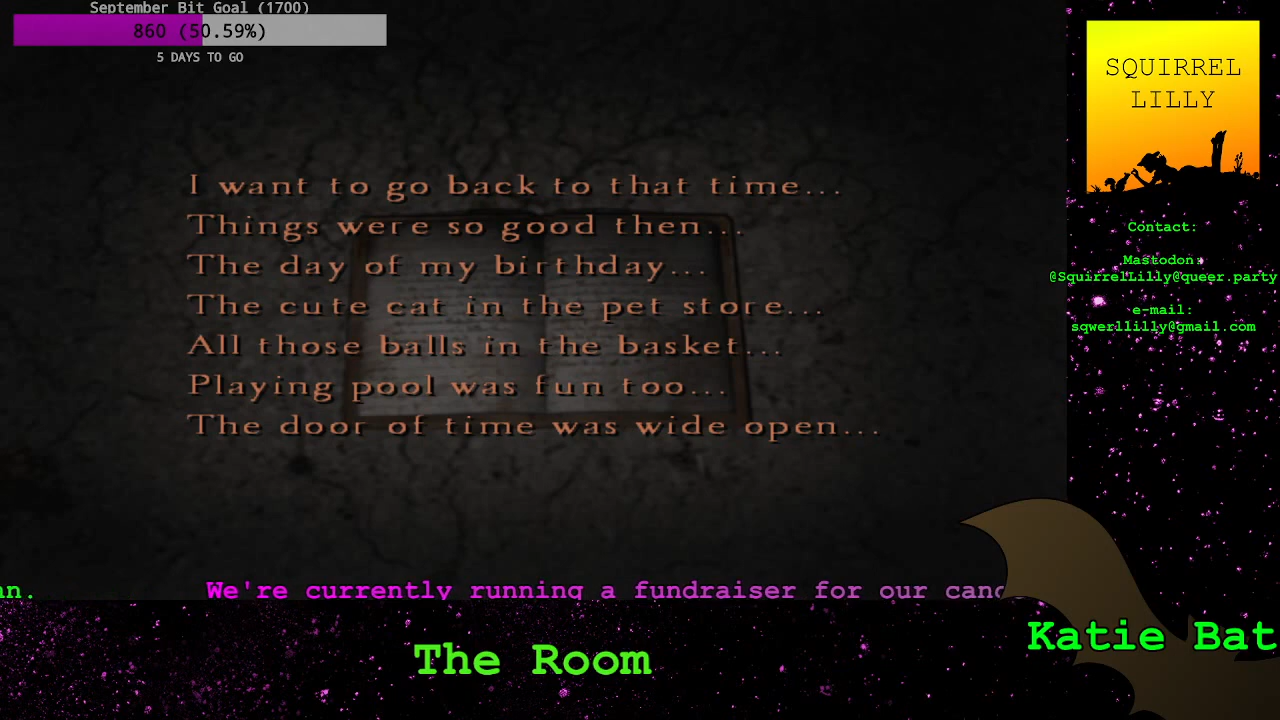 September Bit Goal (1700)
860 (50.59%)
5 DAYS TO GO
SQUIRREL
LILLY
Contact:
Mastodon:
@SquirrelLilly@queer.party
e-mail:
sqwerllilly@gmail.com
I want to go back to that time...
Things were so good then...
The day of my birthday...
The cute cat in the pet store...
All those balls in the basket...
Playing pool was fun too...
The door of time was wide open...
We're currently running a fundraiser for our
The Room
Katie Bat